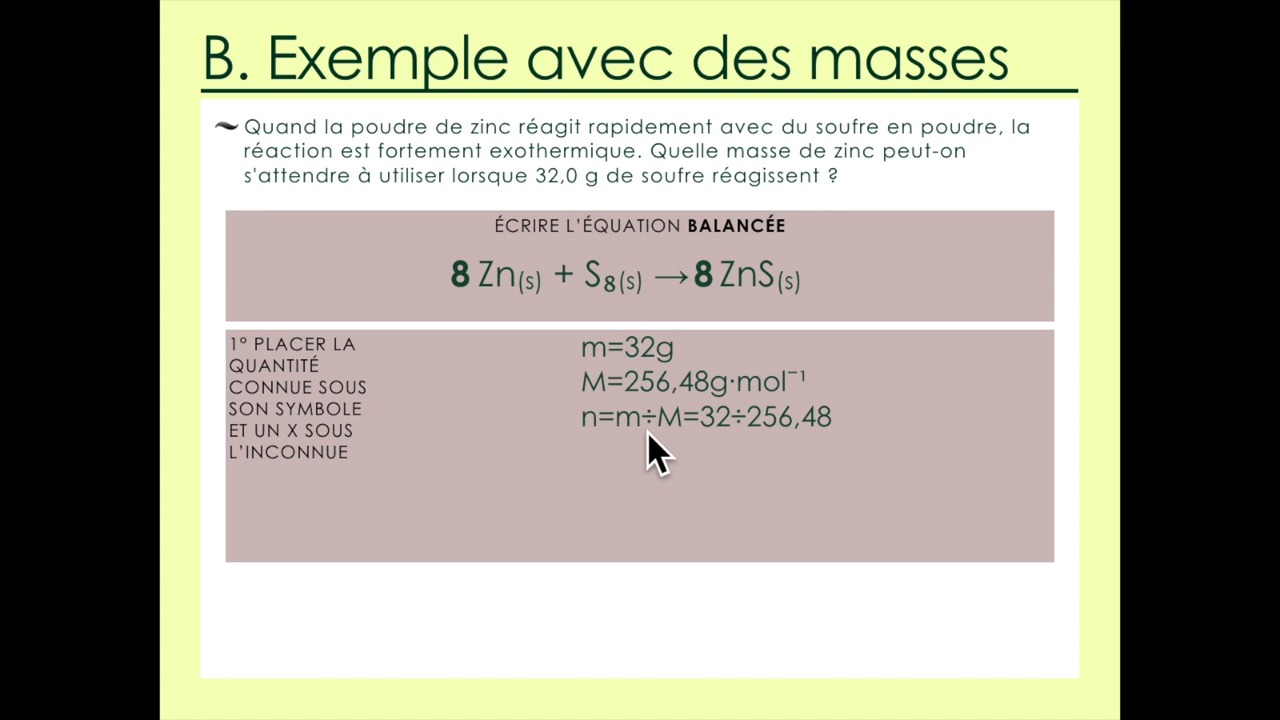 B. Exemple avec des masses
~Quand la poudre de zinc réagit rapidement avec du soufre en poudre, la
réaction est fortement exothermique. Quelle masse de zinc peut-on
s'attendre à utiliser lorsque 32,0 g de soufre réagissent ?
ÉCRIRE L'ÉQUATION BALANCÉE
8 Zn(s) + S₈(s) →8 ZnS(s)
1° PLACER LA
QUANTITÉ
CONNUE SOUS
SON SYMBOLE
ET UN X SOUS
L'INCONNUE
m=32g
M=256,48g·mol⁻¹
n=m÷M=32÷256,48